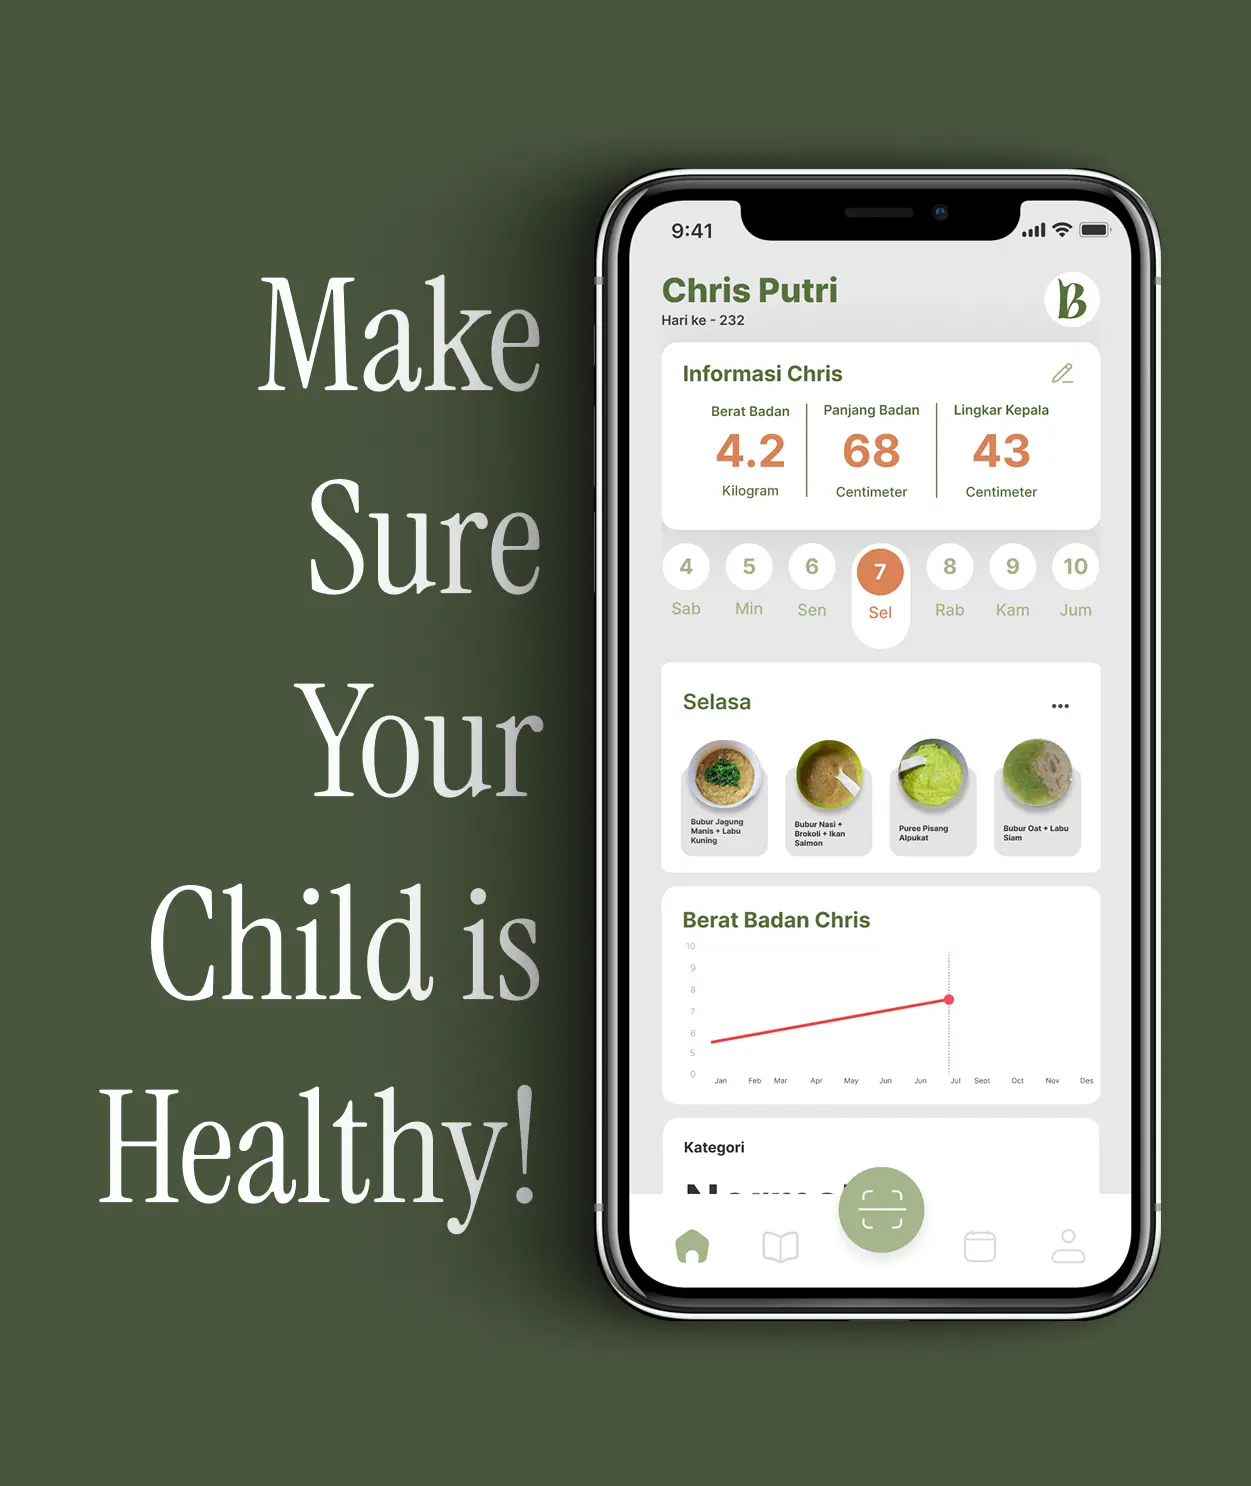 Make
Sure
Your
Child is
Healthy!
9:41
Chris Putri
Hari ke - 232
B
Informasi Chris
Berat Badan Panjang Badan Lingkar Kepala
4.2 68 43
Kilogram Centimeter Centimeter
4 5 6 7 8 9 10
Sab Min Sen Sel Rab Kam Jum
Selasa
Bubur Jagung
Manis + Labu
Kuning
Bubur Nasi +
Brokoli + Ikan
Salmon
Puree Pisang
Alpukat
Bubur Oat + Labu
Siam
Berat Badan Chris
10
9
8
7
6
5
0
Jan Feb Mar Apr May Jun Jun Jul Sept Oct Nov Des
Kategori